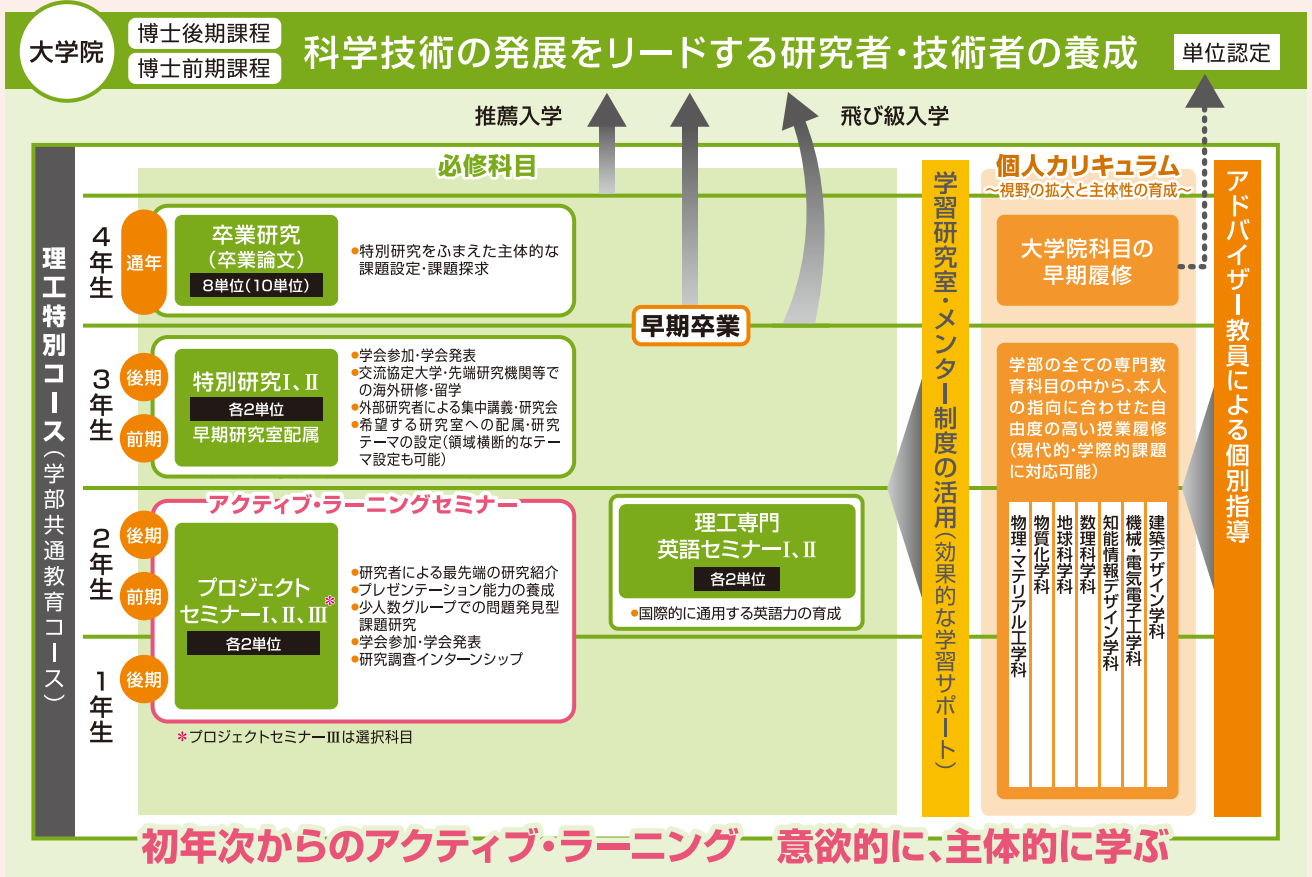 大学院
博士後期課程
博士前期課程
科学技術の発展をリードする研究者・技術者の養成
単位認定
推薦入学
飛び級入学
理工特別コース(学部共通教育コース)
必修科目
4年生
通年
卒業研究
(卒業論文)
8単位(10単位)
●特別研究をふまえた主体的な
課題設定・課題探求
早期卒業
3年生
後期
前期
特別研究Ⅰ、Ⅱ
各2単位
早期研究室配属
●学会参加・学会発表
●交流協定大学・先端研究機関等で
の海外研修・留学
●外部研究者による集中講義・研究会
●希望する研究室への配属・研究
テーマの設定(領域横断的なテー
マ設定も可能)
アクティブ・ラーニングセミナー
2年生
後期
前期
1年生
後期
プロジェクト
セミナーⅠ、Ⅱ、Ⅲ*
各2単位
●研究者による最先端の研究紹介
●プレゼンテーション能力の養成
●少人数グループでの問題発見型
課題研究
●学会参加・学会発表
●研究調査インターンシップ
*プロジェクトセミナーⅢは選択科目
理工専門
英語セミナーⅠ、Ⅱ
各2単位
●国際的に通用する英語力の育成
学習研究室・メンター制度の活用(効果的な学習サポート)
個人カリキュラム
~視野の拡大と主体性の育成~
大学院科目の
早期履修
学部の全ての専門教
育科目の中から、本人
の指向に合わせた自
由度の高い授業履修
(現代的・学際的課題
に対応可能)
物理・マテリアル工学科
物質化学科
地球科学科
数理科学科
知能情報デザイン学科
機械・電気電子工学科
建築デザイン学科
アドバイザー教員による個別指導
初年次からのアクティブ・ラーニング 意欲的に、主体的に学ぶ